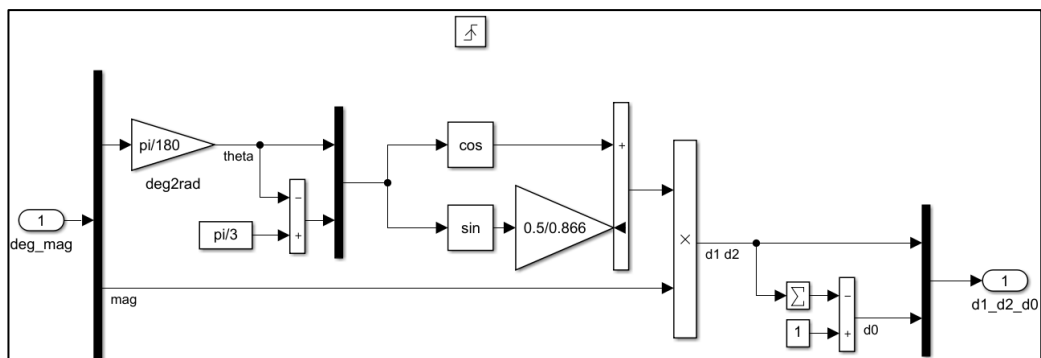 pi/180
theta
deg2rad
1
deg_mag
pi/3
−
+
mag
cos
sin
0.5/0.866
+
×
d1 d2
∑
1
−
+
d0
1
d1_d2_d0